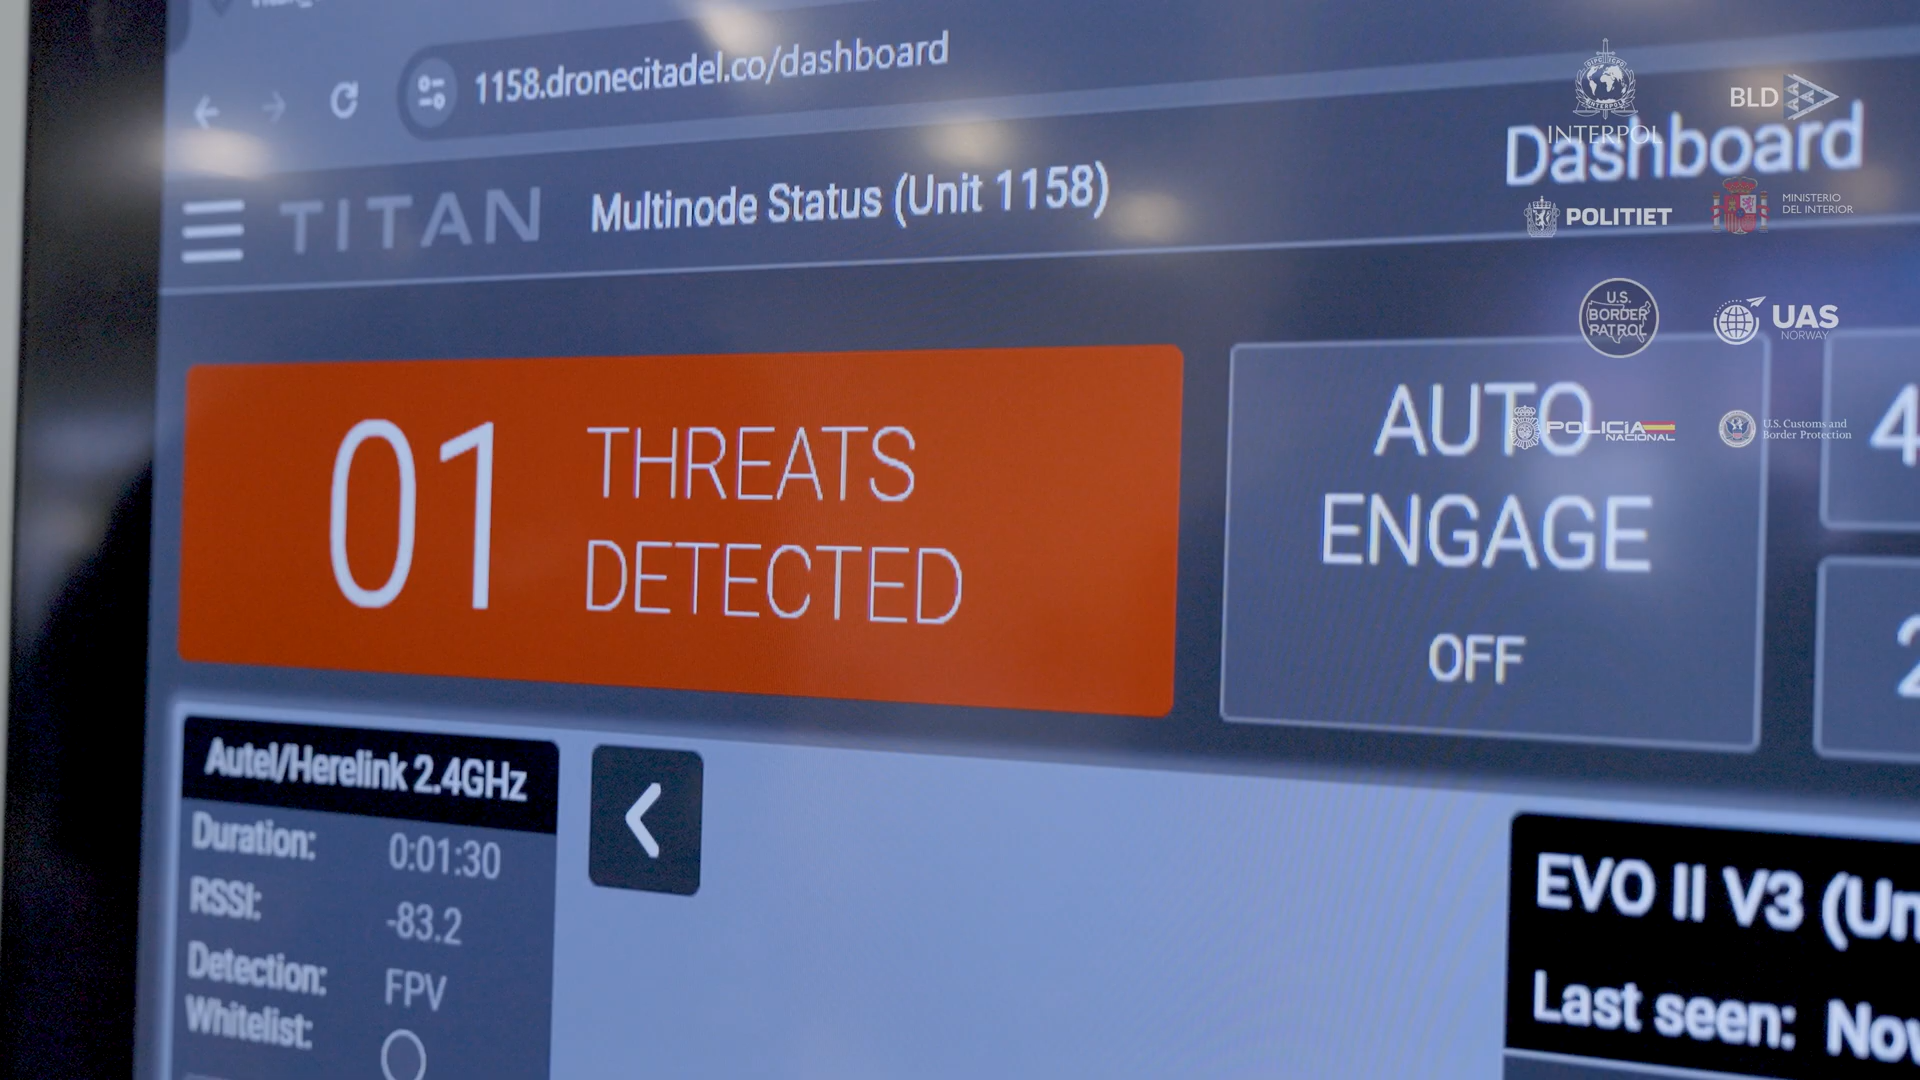 1158.dronecitadel.co/dashboard
TITAN
Multinode Status (Unit 1158)
Dashboard
INTERPOL
BLD
POLITIET
MINISTERIO
DEL INTERIOR
U.S.
BORDER
PATROL
UAS
NORWAY
POLICÍA
NACIONAL
U.S. Customs and
Border Protection
01
THREATS
DETECTED
AUTO
ENGAGE
OFF
4
2
Autel/Herelink 2.4GHz
Duration: 0:01:30
RSSI: -83.2
Detection: FPV
Whitelist:
EVO II V3 (Un
Last seen: Now